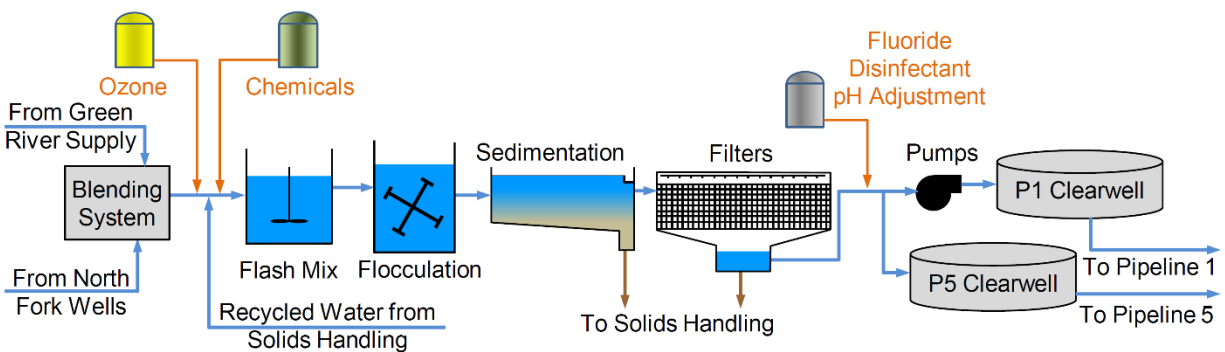 Ozone
Chemicals
Fluoride
Disinfectant
pH Adjustment
From Green
River Supply
Blending
System
From North
Fork Wells
Flash Mix
Flocculation
Sedimentation
Filters
Pumps
P1 Clearwell
P5 Clearwell
To Pipeline 1
To Pipeline 5
Recycled Water from
Solids Handling
To Solids Handling